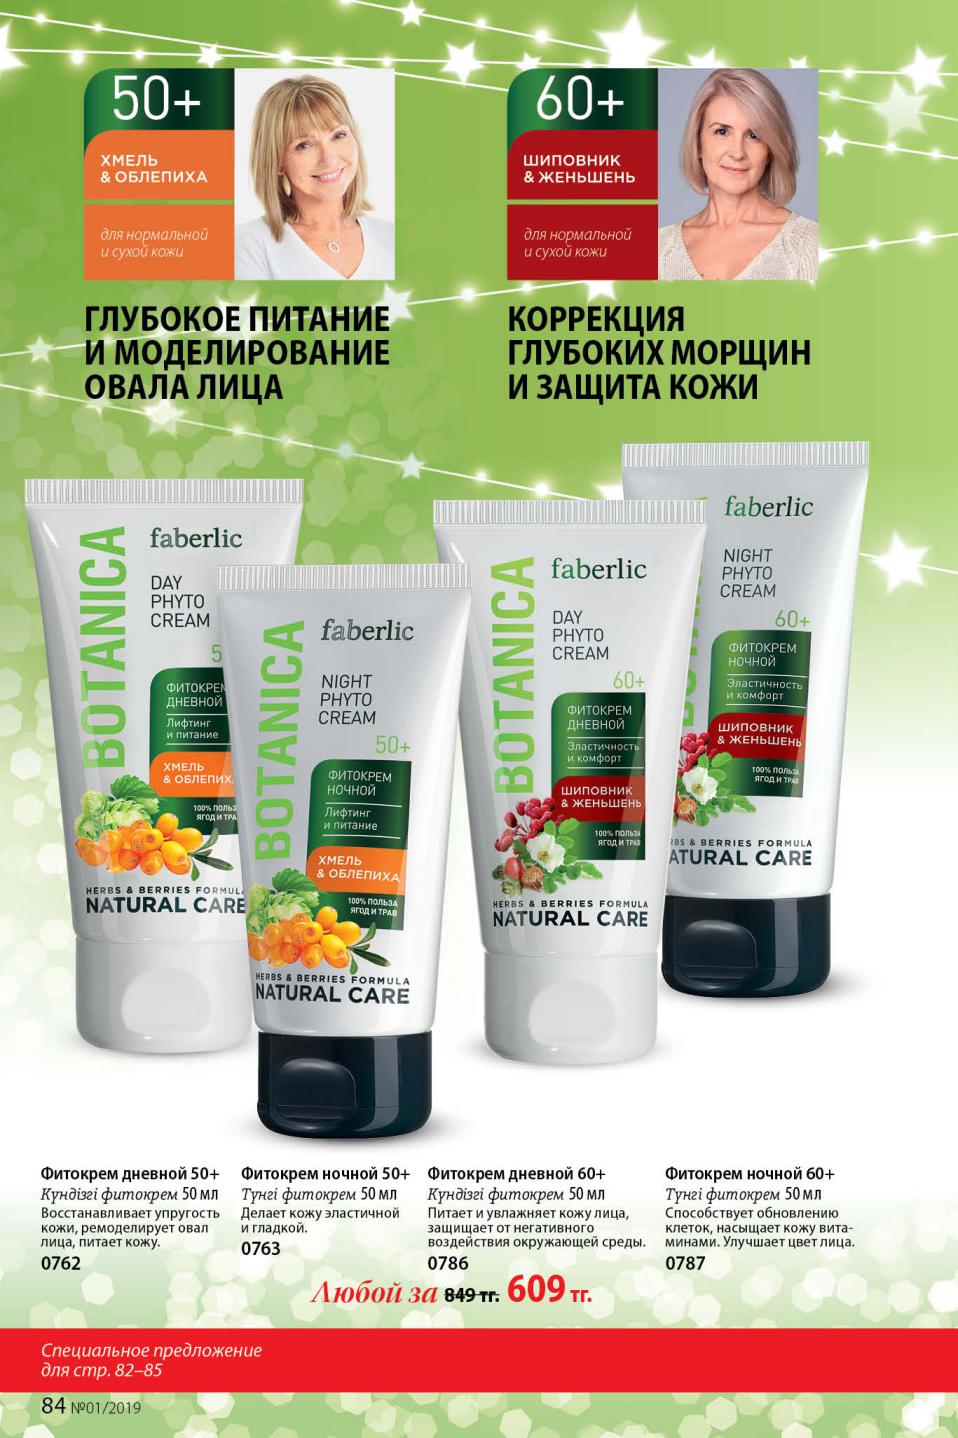 50+
ХМЕЛЬ
& ОБЛЕПИХА
для нормальной
и сухой кожи
60+
ШИПОВНИК
& ЖЕНЬШЕНЬ
для нормальной
и сухой кожи
ГЛУБОКОЕ ПИТАНИЕ
И МОДЕЛИРОВАНИЕ
ОВАЛА ЛИЦА
КОРРЕКЦИЯ
ГЛУБОКИХ МОРЩИН
И ЗАЩИТА КОЖИ
BOTANICA
faberlic
DAY
PHYTO
CREAM
5
ФИТОКРЕМ
ДНЕВНОЙ
Лифтинг
и питание
ХМЕЛЬ
& ОБЛЕПИХ
100% ПОЛЬЗ
ЯГОД И ТРА
HERBS & BERRIES FORMUL
NATURAL CARE
BOTANICA
faberlic
NIGHT
PHYTO
CREAM
50+
ФИТОКРЕМ
НОЧНОЙ
Лифтинг
и питание
ХМЕЛЬ
& ОБЛЕПИХА
100% ПОЛЬЗА
ЯГОД И ТРАВ
HERBS & BERRIES FORMULA
NATURAL CARE
BOTANICA
faberlic
DAY
PHYTO
CREAM
60+
ФИТОКРЕМ
ДНЕВНОЙ
Эластичность
и комфорт
ШИПОВНИК
& ЖЕНЬШЕНЬ
100% ПОЛЬЗА
ЯГОД И ТРАВ
HERBS & BERRIES FORMULA
NATURAL CARE
faberlic
NIGHT
PHYTO
CREAM
60+
ФИТОКРЕМ
НОЧНОЙ
Эластичность
и комфорт
ШИПОВНИК
& ЖЕНЬШЕНЬ
100% ПОЛЬЗА
ЯГОД И ТРАВ
BS & BERRIES FORMULA
ATURAL CARE
Фитокрем дневной 50+
Күндізгі фитокрем 50 мл
Восстанавливает упругость
кожи, ремоделирует овал
лица, питает кожу.
0762
Фитокрем ночной 50+
Түнгі фитокрем 50 мл
Делает кожу эластичной
и гладкой.
0763
Фитокрем дневной 60+
Күндізгі фитокрем 50 мл
Питает и увлажняет кожу лица,
защищает от негативного
воздействия окружающей среды.
0786
Фитокрем ночной 60+
Түнгі фитокрем 50 мл
Способствует обновлению
клеток, насыщает кожу вита-
минами. Улучшает цвет лица.
0787
Любой за 849 тг. 609 тг.
Специальное предложение
для стр. 82–85
84 №01/2019